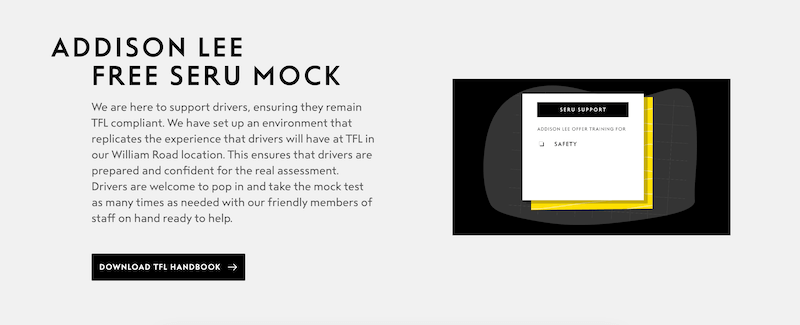 ADDISON LEE
FREE SERU MOCK
We are here to support drivers, ensuring they remain
TFL compliant. We have set up an environment that
replicates the experience that drivers will have at TFL in
our William Road location. This ensures that drivers are
prepared and confident for the real assessment.
Drivers are welcome to pop in and take the mock test
as many times as needed with our friendly members of
staff on hand ready to help.
DOWNLOAD TFL HANDBOOK →
SERU SUPPORT
ADDISON LEE OFFER TRAINING FOR
SAFETY